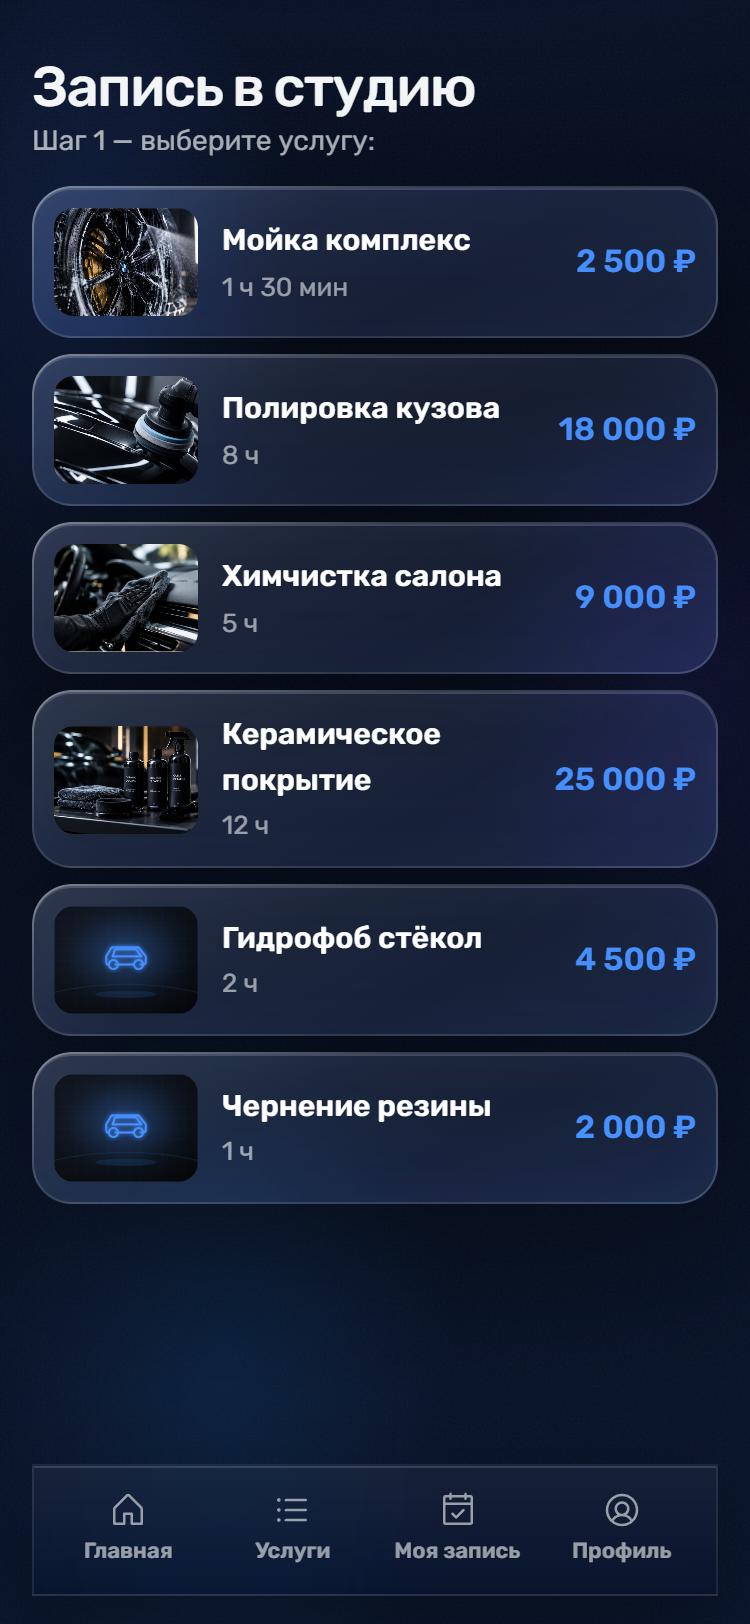 Запись в студию
Шаг 1 — выберите услугу:
Мойка комплекс
1 ч 30 мин
2 500 ₽
Полировка кузова
8 ч
18 000 ₽
Химчистка салона
5 ч
9 000 ₽
Керамическое
покрытие
12 ч
25 000 ₽
Гидрофоб стёкол
2 ч
4 500 ₽
Чернение резины
1 ч
2 000 ₽
Главная
Услуги
Моя запись
Профиль